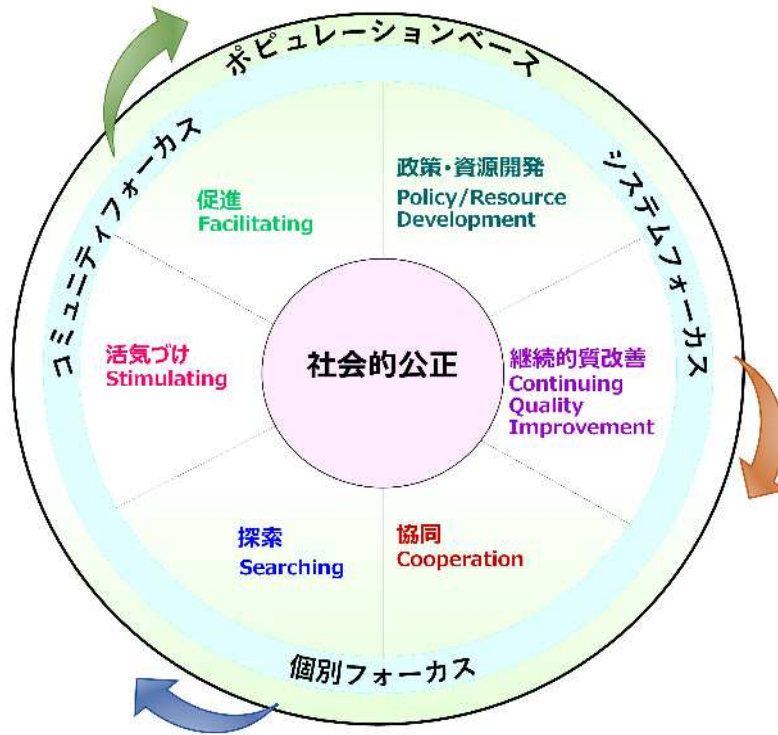 ポピュレーションベース
コミュニティフォーカス
システムフォーカス
政策・資源開発
Policy/Resource
Development
促進
Facilitating
活気づけ
Stimulating
社会的公正
継続的質改善
Continuing
Quality
Improvement
探索
Searching
協同
Cooperation
個別フォーカス